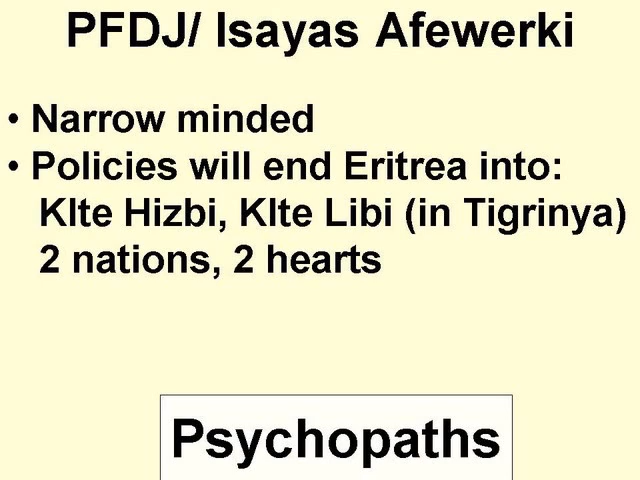 PFDJ/ Isayas Afewerki
• Narrow minded
• Policies will end Eritrea into:
Klte Hizbi, Klte Libi (in Tigrinya)
2 nations, 2 hearts
Psychopaths